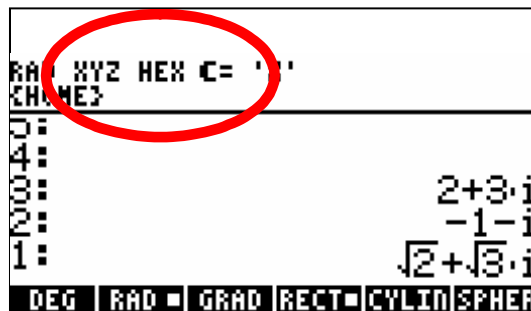 RAD XYZ HEX C= 'X'
{HOME}
5:
4:
3: 2+3·i
2: -1-i
1: √2+√3·i
DEG RAD ■ GRAD RECT■ CYLIN SPHER